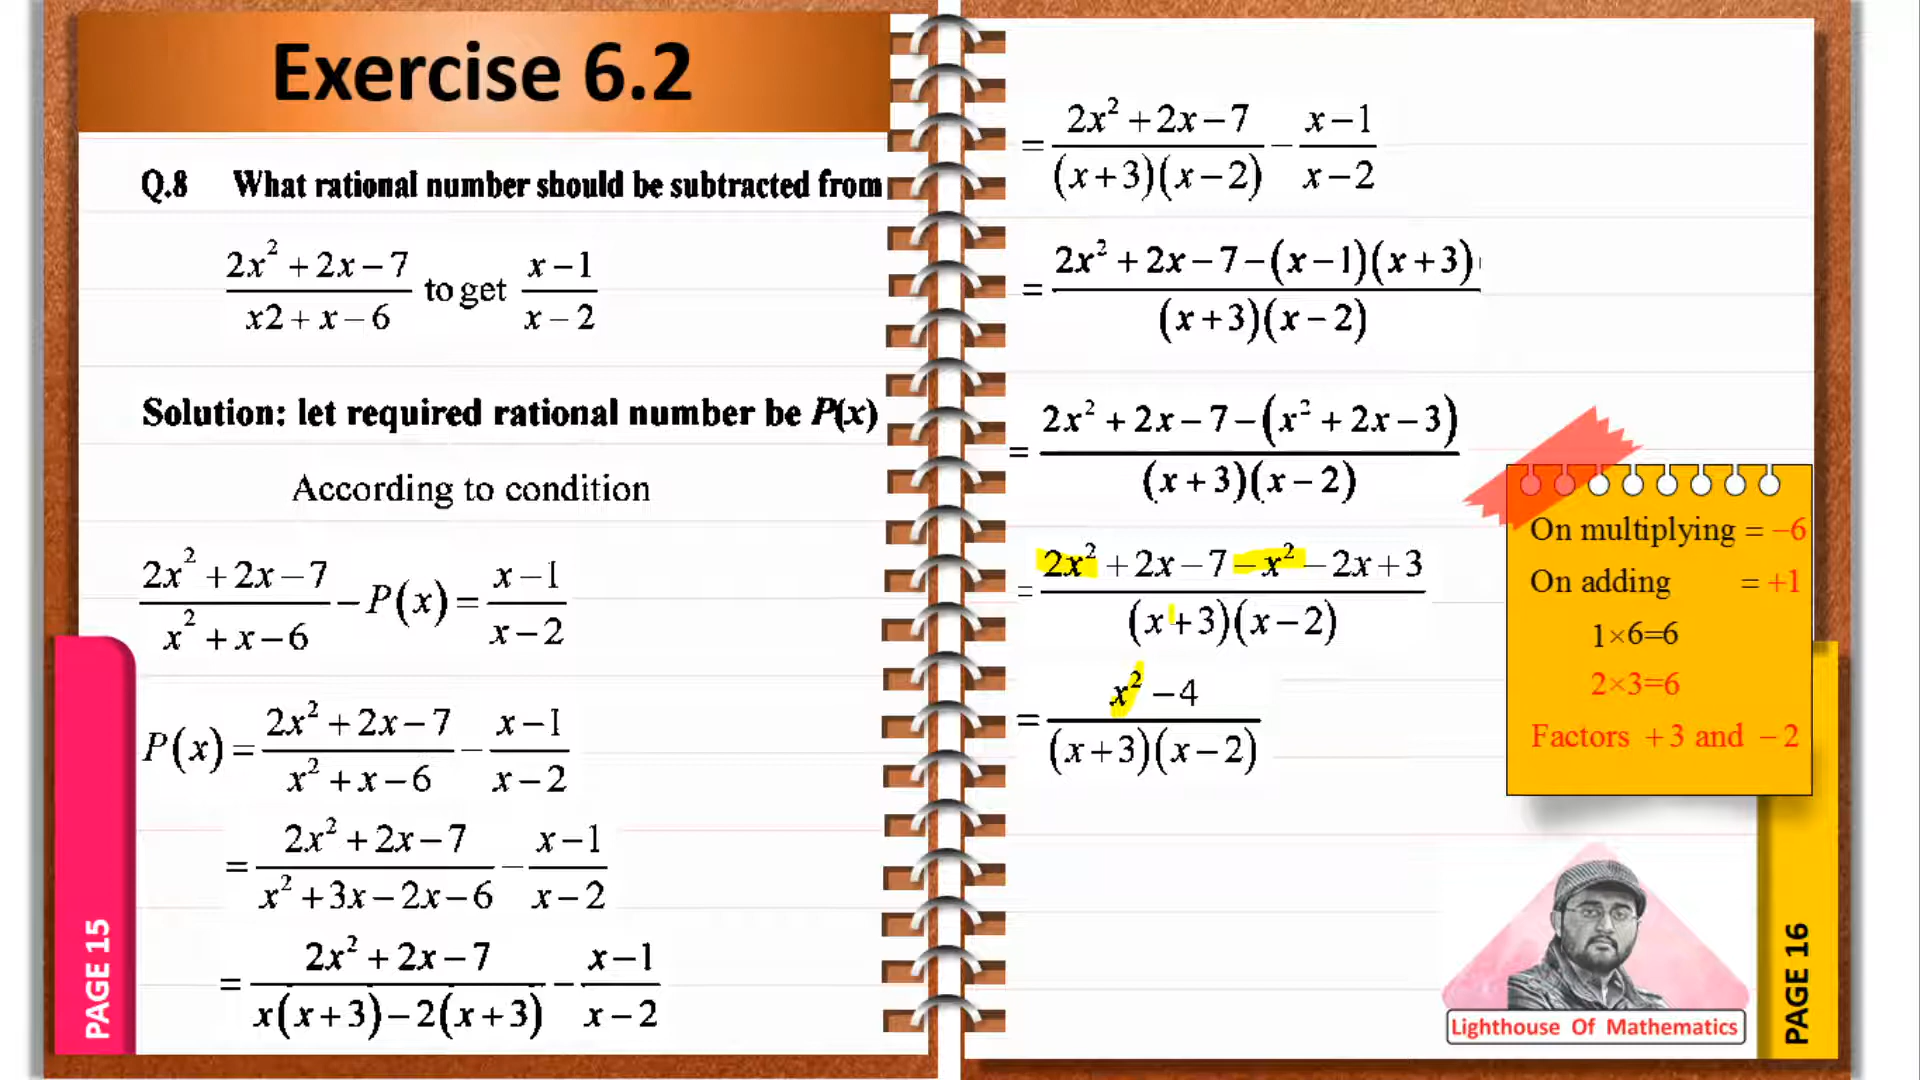 Exercise 6.2
Q.8 What rational number should be subtracted from
(2x² + 2x − 7)/(x2 + x − 6) to get (x − 1)/(x − 2)
Solution: let required rational number be P(x)
According to condition
(2x² + 2x − 7)/(x² + x − 6) − P(x) = (x − 1)/(x − 2)
P(x) = (2x² + 2x − 7)/(x² + x − 6) − (x − 1)/(x − 2)
= (2x² + 2x − 7)/(x² + 3x − 2x − 6) − (x − 1)/(x − 2)
= (2x² + 2x − 7)/(x(x + 3) − 2(x + 3)) − (x − 1)/(x − 2)
PAGE 15
= (2x² + 2x − 7)/((x + 3)(x − 2)) − (x − 1)/(x − 2)
= (2x² + 2x − 7 − (x − 1)(x + 3))/((x + 3)(x − 2))
= (2x² + 2x − 7 − (x² + 2x − 3))/((x + 3)(x − 2))
= (2x² + 2x − 7 − x² − 2x + 3)/((x + 3)(x − 2))
= (x² − 4)/((x + 3)(x − 2))
On multiplying = −6
On adding = +1
1×6=6
2×3=6
Factors +3 and −2
Lighthouse Of Mathematics
PAGE 16